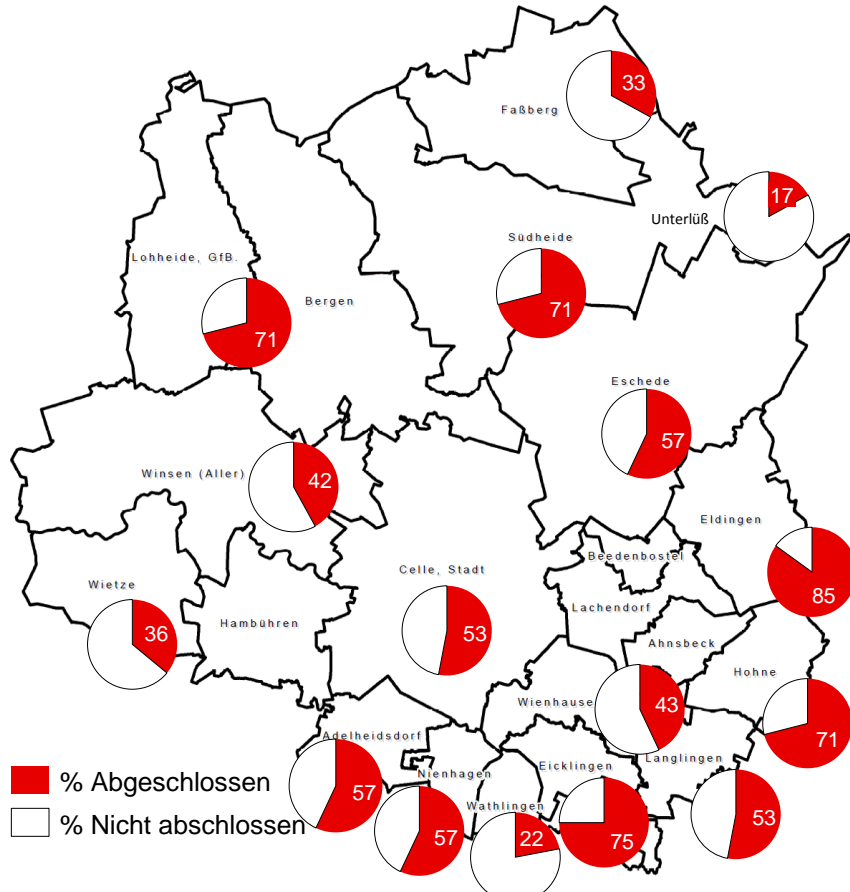 33
Faßberg
17
Unterlüß
Südheide
Lohheide, GfB.
Bergen
71
71
Eschede
57
Winsen (Aller)
42
Eldingen
Beedenbostel
Celle, Stadt
Wietze
85
Lachendorf
Hambühren
36
53
Ahnsbeck
Hohne
Wienhause
43
71
Adelheidsdorf
Langlingen
Eicklingen
Nienhagen
% Abgeschlossen
57
Wathlingen
53
% Nicht abschlossen
57
22
75